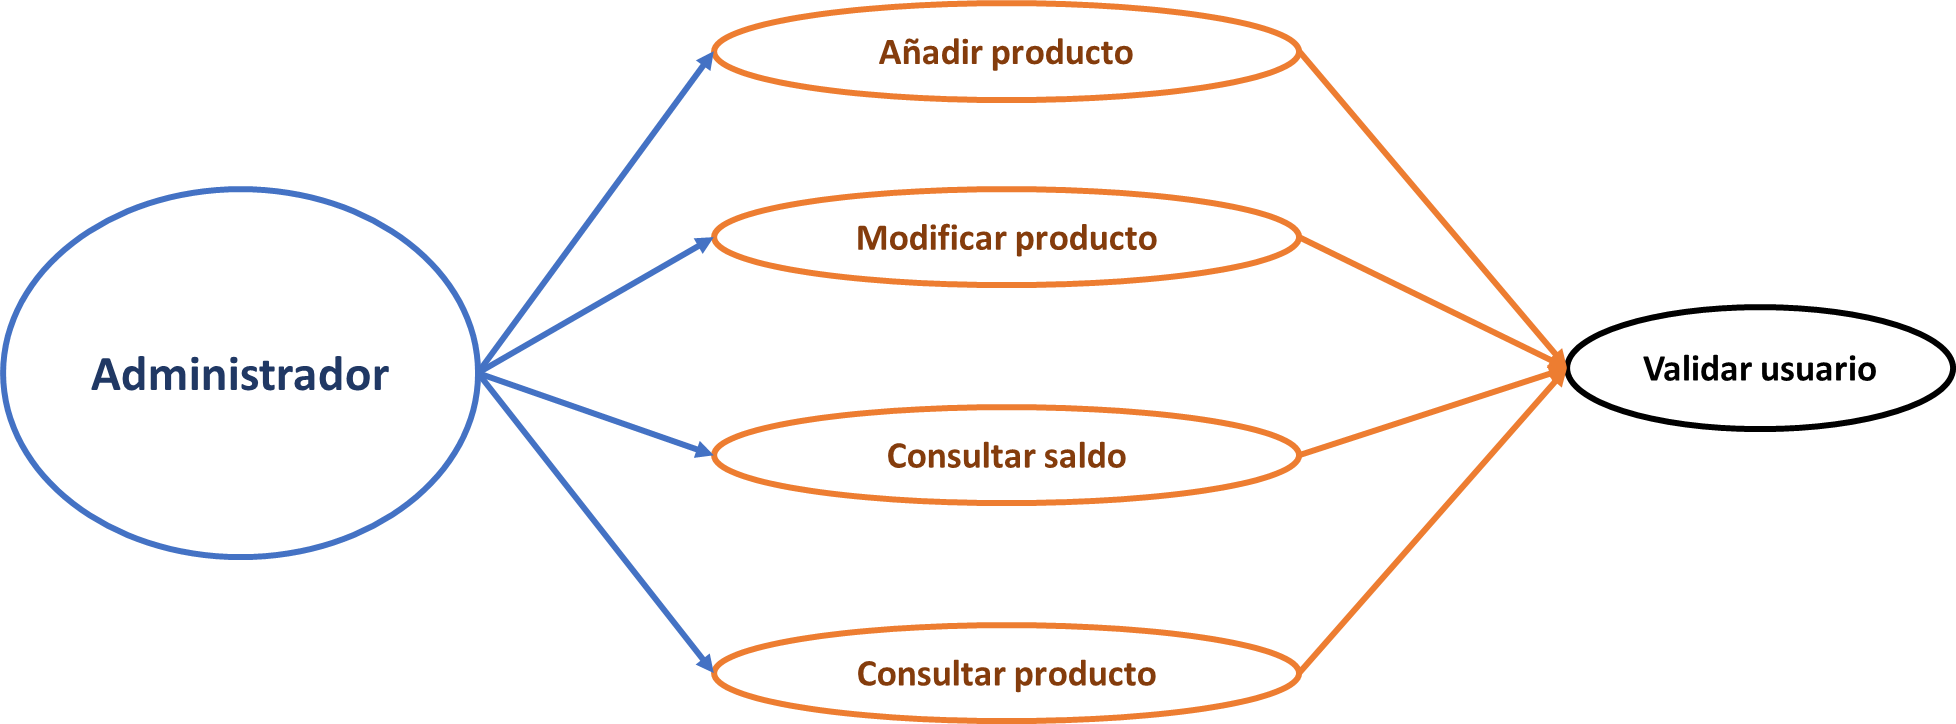 Añadir producto
Modificar producto
Administrador
Validar usuario
Consultar saldo
Consultar producto